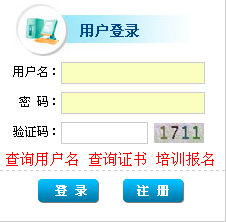 用户登录
用户名：
密 码：
验证码： 1711
查询用户名 查询证书 培训报名
登 录 注 册